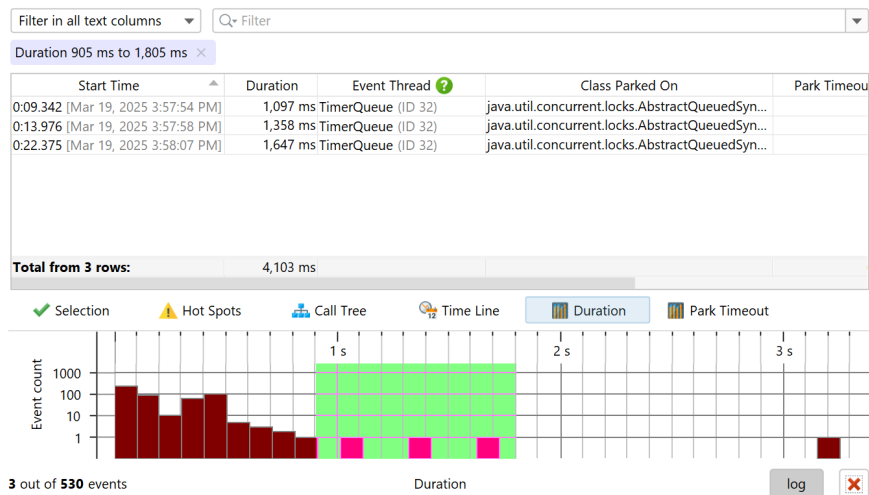 Filter in all text columns Filter
Duration 905 ms to 1,805 ms
Start Time Duration Event Thread ? Class Parked On Park Timeou
0:09.342 [Mar 19, 2025 3:57:54 PM] 1,097 ms TimerQueue (ID 32) java.util.concurrent.locks.AbstractQueuedSyn...
0:13.976 [Mar 19, 2025 3:57:58 PM] 1,358 ms TimerQueue (ID 32) java.util.concurrent.locks.AbstractQueuedSyn...
0:22.375 [Mar 19, 2025 3:58:07 PM] 1,647 ms TimerQueue (ID 32) java.util.concurrent.locks.AbstractQueuedSyn...
Total from 3 rows: 4,103 ms
Selection Hot Spots Call Tree Time Line Duration Park Timeout
1 s 2 s 3 s
Event count
1000
100
10
1
3 out of 530 events Duration log